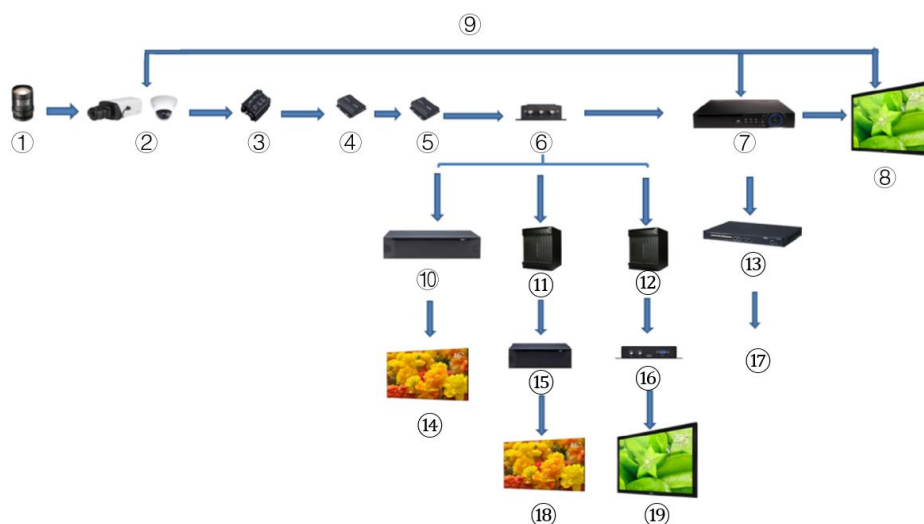 ⑨
① ② ③ ④ ⑤ ⑥ ⑦ ⑧
⑩ ⑪ ⑫ ⑬
⑭ ⑮ ⑯ ⑰
⑱ ⑲